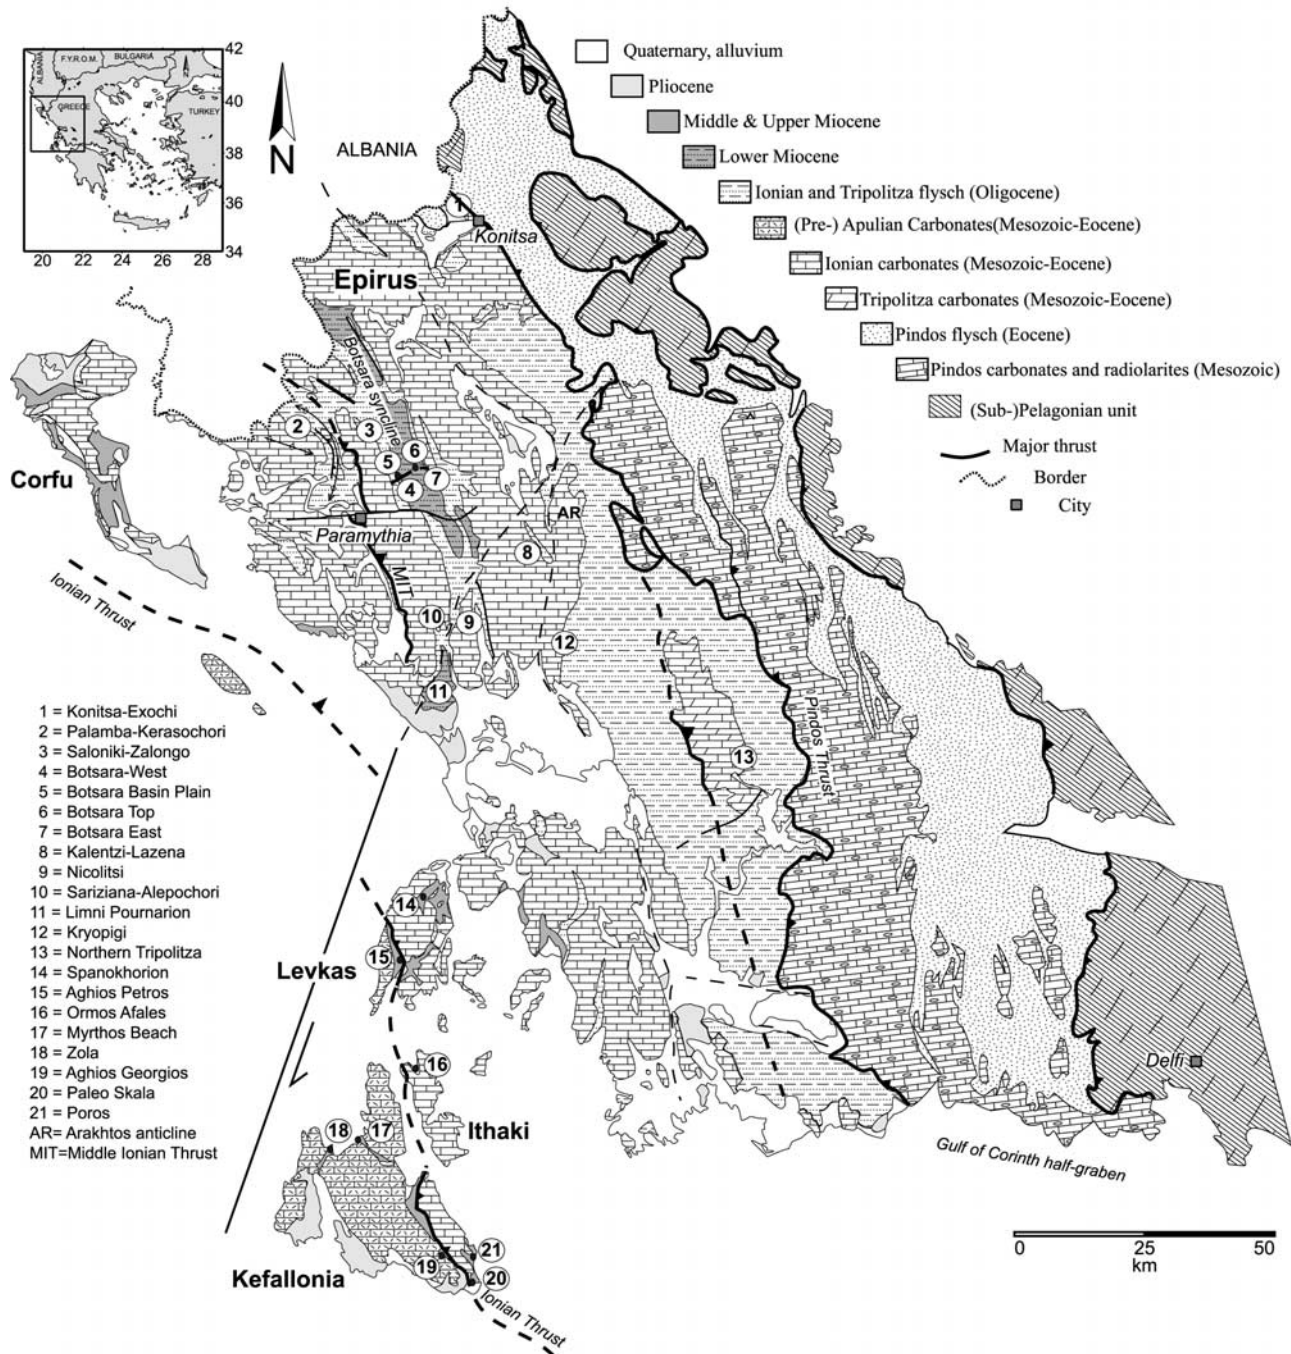 42
40
38
36
34
20 22 24 26 28
ALBANIA
F.Y.R.O.M.
BULGARIA
GREECE
TURKEY
N
ALBANIA
Quaternary, alluvium
Pliocene
Middle & Upper Miocene
Lower Miocene
Ionian and Tripolitza flysch (Oligocene)
(Pre-) Apulian Carbonates(Mesozoic-Eocene)
Ionian carbonates (Mesozoic-Eocene)
Tripolitza carbonates (Mesozoic-Eocene)
Pindos flysch (Eocene)
Pindos carbonates and radiolarites (Mesozoic)
(Sub-)Pelagonian unit
Major thrust
Border
City
1
Konitsa
Epirus
Botsara syncline
2
3
6
5
4
7
Corfu
AR
Paramythia
8
Ionian Thrust
MIT
10
9
12
11
Pindos Thrust
13
1 = Konitsa-Exochi
2 = Palamba-Kerasochori
3 = Saloniki-Zalongo
4 = Botsara-West
5 = Botsara Basin Plain
6 = Botsara Top
7 = Botsara East
8 = Kalentzi-Lazena
9 = Nicolitsi
10 = Sariziana-Alepochori
11 = Limni Pournarion
12 = Kryopigi
13 = Northern Tripolitza
14 = Spanokhorion
15 = Aghios Petros
16 = Ormos Afales
17 = Myrthos Beach
18 = Zola
19 = Aghios Georgios
20 = Paleo Skala
21 = Poros
AR= Arakhtos anticline
MIT=Middle Ionian Thrust
14
15
Levkas
16
Delfi
18
17
Ithaki
Gulf of Corinth half-graben
21
19
20
Kefallonia
Ionian Thrust
0 25 50
km